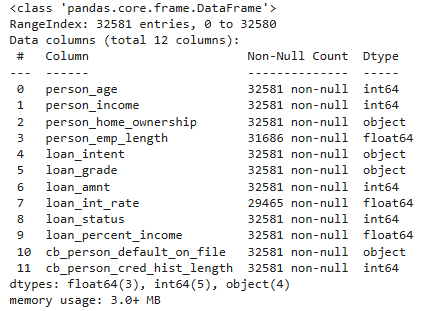 <class 'pandas.core.frame.DataFrame'>
RangeIndex: 32581 entries, 0 to 32580
Data columns (total 12 columns):
 #   Column                      Non-Null Count  Dtype
---  ------                      --------------  -----
 0   person_age                  32581 non-null  int64
 1   person_income               32581 non-null  int64
 2   person_home_ownership       32581 non-null  object
 3   person_emp_length           31686 non-null  float64
 4   loan_intent                 32581 non-null  object
 5   loan_grade                  32581 non-null  object
 6   loan_amnt                   32581 non-null  int64
 7   loan_int_rate               29465 non-null  float64
 8   loan_status                 32581 non-null  int64
 9   loan_percent_income         32581 non-null  float64
 10  cb_person_default_on_file   32581 non-null  object
 11  cb_person_cred_hist_length  32581 non-null  int64
dtypes: float64(3), int64(5), object(4)
memory usage: 3.0+ MB